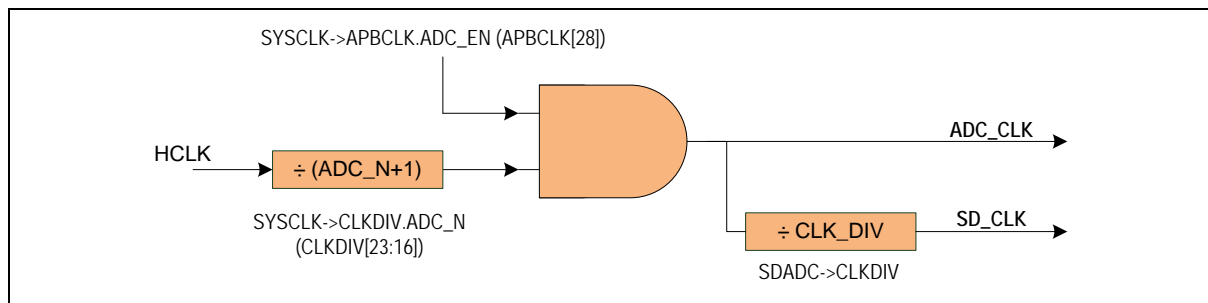 SYSCLK->APBCLK.ADC_EN (APBCLK[28])
HCLK
÷ (ADC_N+1)
SYSCLK->CLKDIV.ADC_N
(CLKDIV[23:16])
ADC_CLK
÷ CLK_DIV
SD_CLK
SDADC->CLKDIV